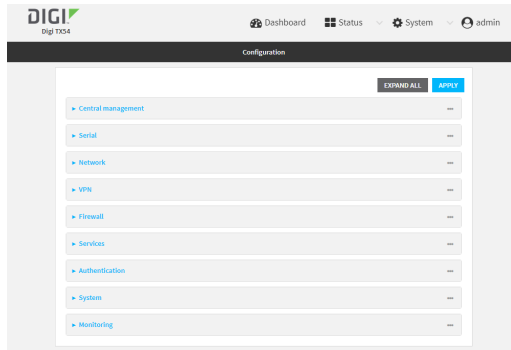 DIGI
Digi TX54
Dashboard Status System admin
Configuration
EXPAND ALL APPLY
Central management
Serial
Network
VPN
Firewall
Services
Authentication
System
Monitoring